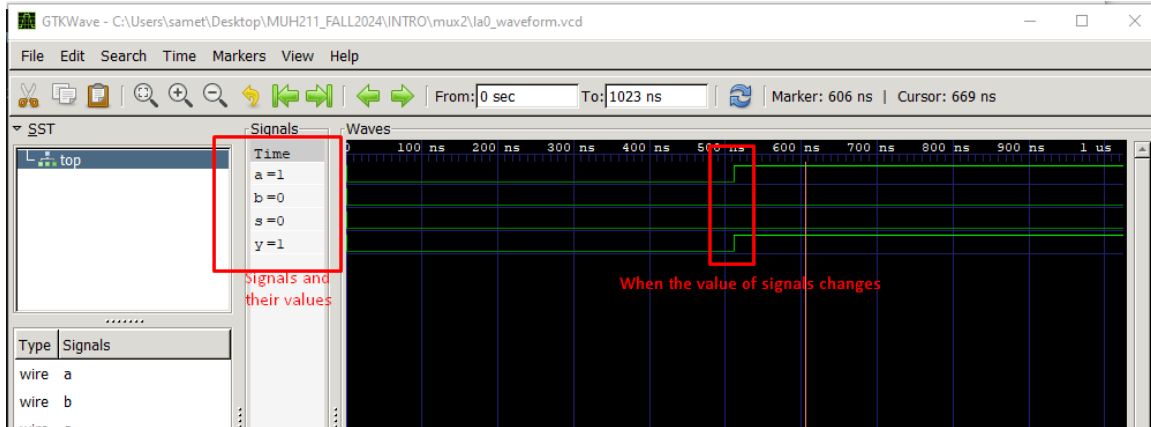 GTKWave - C:\Users\samet\Desktop\MUH211_FALL2024\INTRO\mux2\la0_waveform.vcd
File Edit Search Time Markers View Help
From: 0 sec To: 1023 ns Marker: 606 ns | Cursor: 669 ns
SST
top
Type Signals
wire a
wire b
Signals
Time
a =1
b =0
s =0
y =1
Signals and
their values
Waves
100 ns 200 ns 300 ns 400 ns 500 ns 600 ns 700 ns 800 ns 900 ns 1 us
When the value of signals changes